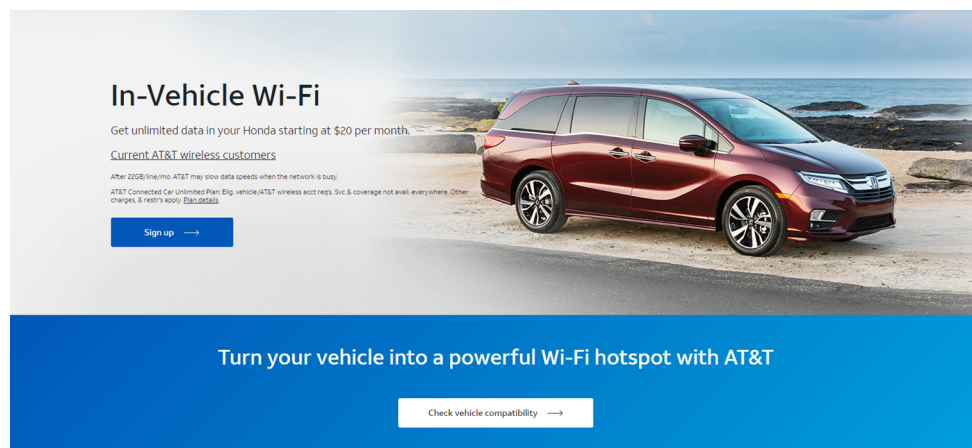 In-Vehicle Wi-Fi
Get unlimited data in your Honda starting at $20 per month.
Current AT&T wireless customers
After 22GB/line/mo. AT&T may slow data speeds when the network is busy.
AT&T Connected Car Unlimited Plan: Elig. vehicle/AT&T wireless acct req's. Svc & coverage not avail. everywhere. Other
charges, & restr's apply. Plan details.
Sign up
Turn your vehicle into a powerful Wi-Fi hotspot with AT&T
Check vehicle compatibility